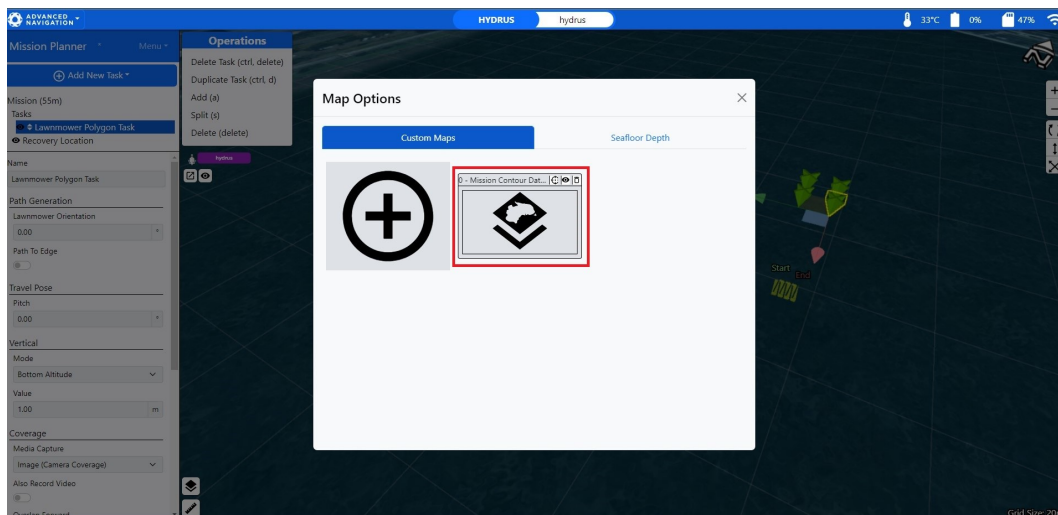 ADVANCED
NAVIGATION
HYDRUS
hydrus
33°C
0%
47%
Mission Planner
Menu
Add New Task
Mission (55m)
Tasks
Lawnmower Polygon Task
Recovery Location
Name
Lawnmower Polygon Task
Path Generation
Lawnmower Orientation
0.00 °
Path To Edge
Travel Pose
Pitch
0.00 °
Vertical
Mode
Bottom Altitude
Value
1.00 m
Coverage
Media Capture
Image (Camera Coverage)
Also Record Video
Overlap Forward
Operations
Delete Task (ctrl, delete)
Duplicate Task (ctrl, d)
Add (a)
Split (s)
Delete (delete)
hydrus
Map Options
Custom Maps
Seafloor Depth
0 - Mission Contour Dat...
Start
End